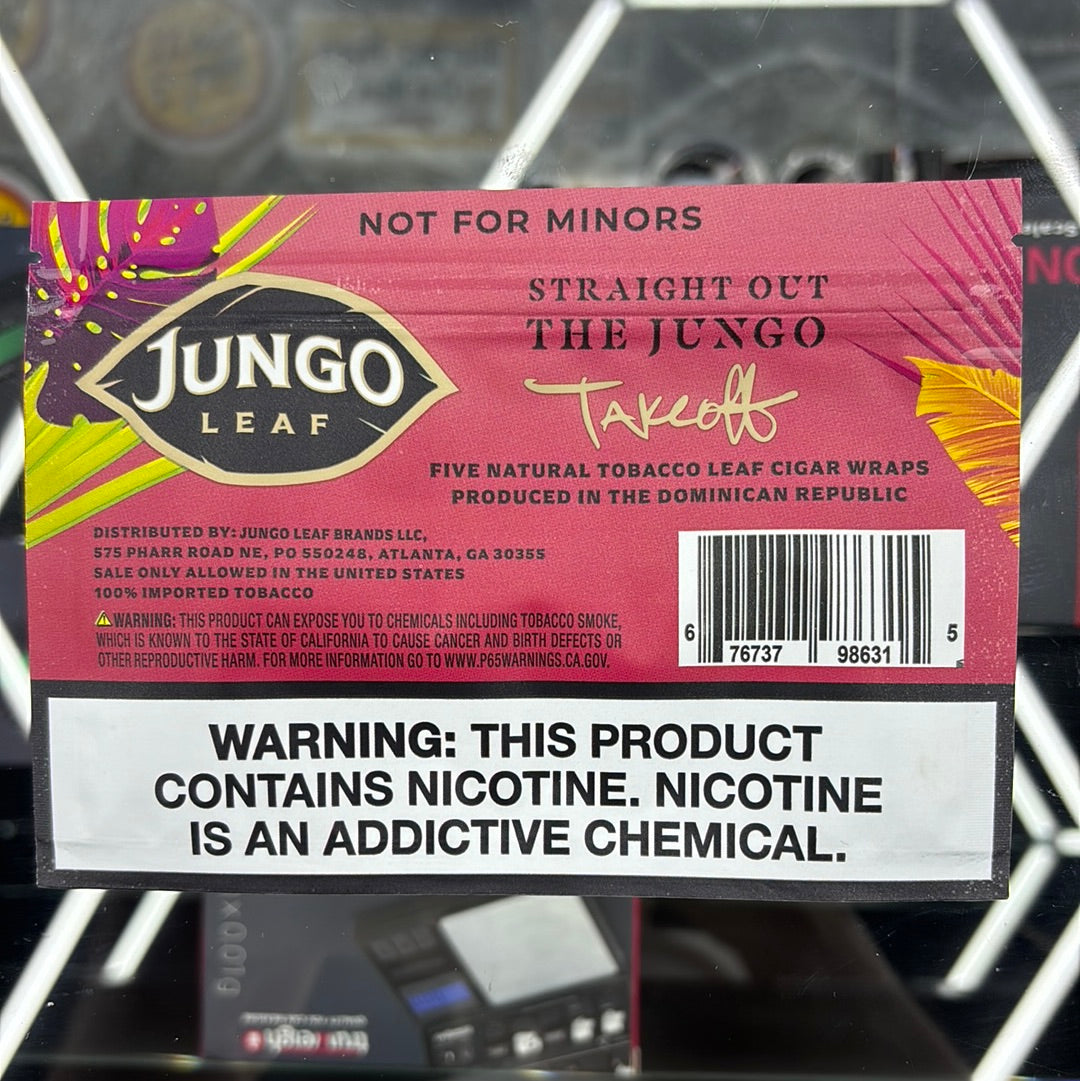 NOT FOR MINORS
JUNGO
LEAF
STRAIGHT OUT
THE JUNGO
Takeoff
FIVE NATURAL TOBACCO LEAF CIGAR WRAPS
PRODUCED IN THE DOMINICAN REPUBLIC
DISTRIBUTED BY: JUNGO LEAF BRANDS LLC,
575 PHARR ROAD NE, PO 550248, ATLANTA, GA 30355
SALE ONLY ALLOWED IN THE UNITED STATES
100% IMPORTED TOBACCO
⚠WARNING: THIS PRODUCT CAN EXPOSE YOU TO CHEMICALS INCLUDING TOBACCO SMOKE,
WHICH IS KNOWN TO THE STATE OF CALIFORNIA TO CAUSE CANCER AND BIRTH DEFECTS OR
OTHER REPRODUCTIVE HARM. FOR MORE INFORMATION GO TO WWW.P65WARNINGS.CA.GOV.
6 76737 98631 5
WARNING: THIS PRODUCT
CONTAINS NICOTINE. NICOTINE
IS AN ADDICTIVE CHEMICAL.